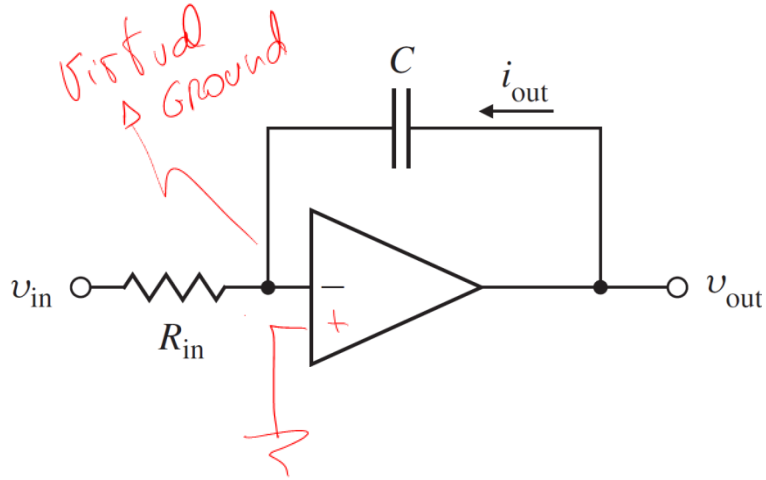 Virtual
GROUND
C
i_out
v_in
R_in
−
+
v_out